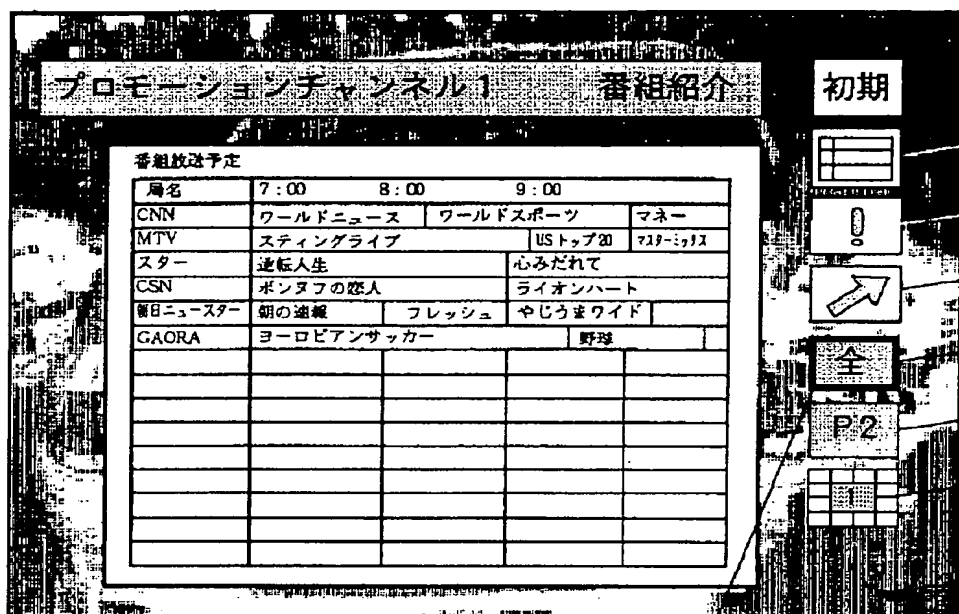 プロモーションチャンネル1 番組紹介
初期
番組放送予定
局名 7:00 8:00 9:00
CNN ワールドニュース ワールドスポーツ マネー
MTV スティングライブ USトップ20 マスターミックス
スター 逆転人生 心みだれて
CSN ポンヌフの恋人 ライオンハート
朝日ニュースター 朝の速報 フレッシュ やじうまワイド
GAORA ヨーロピアンサッカー 野球
全
P2